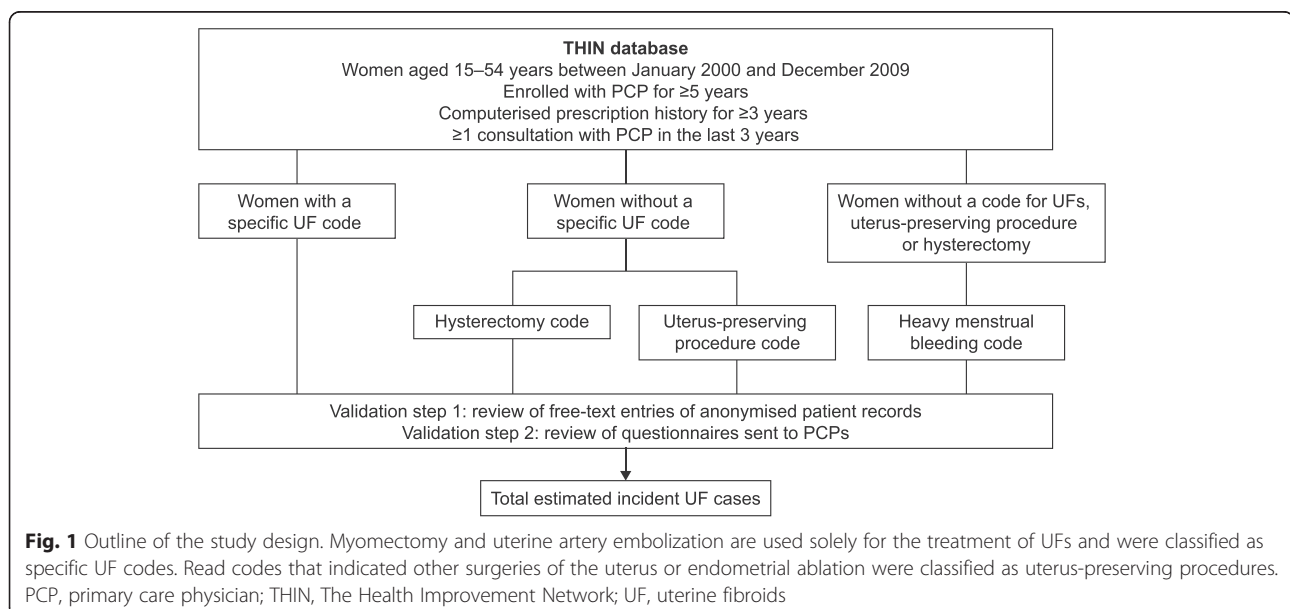 THIN database
Women aged 15–54 years between January 2000 and December 2009
Enrolled with PCP for ≥5 years
Computerised prescription history for ≥3 years
≥1 consultation with PCP in the last 3 years
Women with a
specific UF code
Women without a
specific UF code
Women without a code for UFs,
uterus-preserving procedure
or hysterectomy
Hysterectomy code
Uterus-preserving
procedure code
Heavy menstrual
bleeding code
Validation step 1: review of free-text entries of anonymised patient records
Validation step 2: review of questionnaires sent to PCPs
Total estimated incident UF cases
Fig. 1 Outline of the study design. Myomectomy and uterine artery embolization are used solely for the treatment of UFs and were classified as
specific UF codes. Read codes that indicated other surgeries of the uterus or endometrial ablation were classified as uterus-preserving procedures.
PCP, primary care physician; THIN, The Health Improvement Network; UF, uterine fibroids